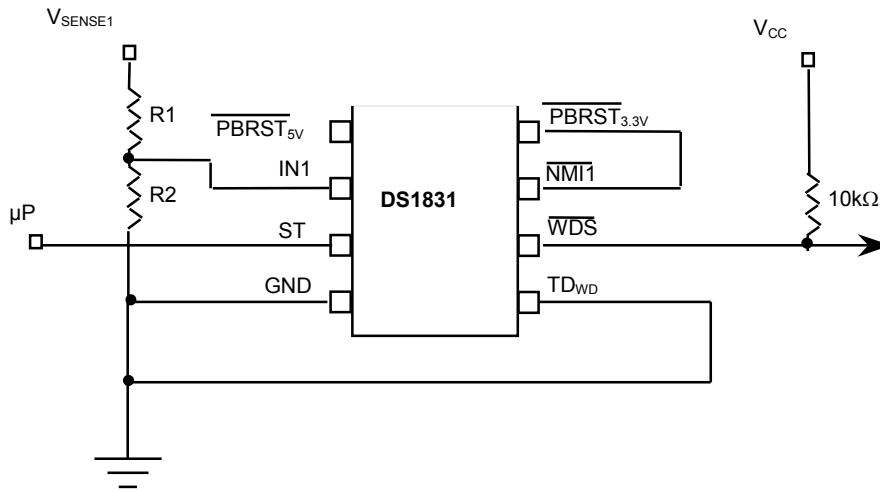 VSENSE1
VCC
R1
PBRST5V
PBRST3.3V
IN1
NMI1
R2
DS1831
10kΩ
µP
ST
WDS
GND
TDWD